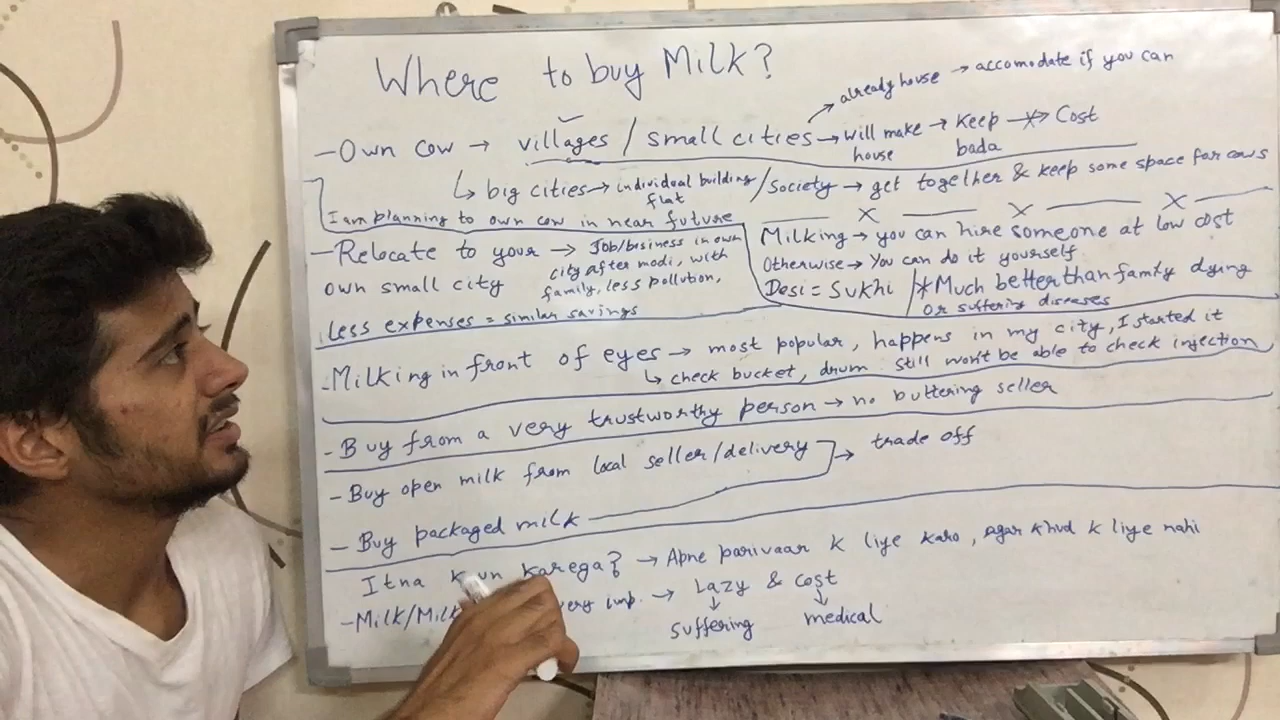 Where to buy Milk?
→ already house → accomodate if you can
- Own cow → villages / small cities → will make house → Keep bada → Cost
↳ big cities → individual building / flat / Society → get together & keep some space for cows
I am planning to own cow in near future
— X — X — X —
- Relocate to your own small city → Job/business in own city after modi, with family, less pollution,
less expenses = similar savings
Milking → you can hire someone at low cost
Otherwise → You can do it yourself
Desi = Sukhi / * Much better than family dying or suffering diseases
- Milking in front of eyes → most popular, happens in my city, I started it
↳ check bucket, drum still won't be able to check injection
- Buy from a very trustworthy person → no buttering seller
- Buy open milk from local seller/delivery → trade off
- Buy packaged milk
Itna kun karega? → Apne parivaar k liye karo, agar khud k liye nahi
- Milk/Milk very imp. → Lazy & cost
↓ suffering ↓ medical